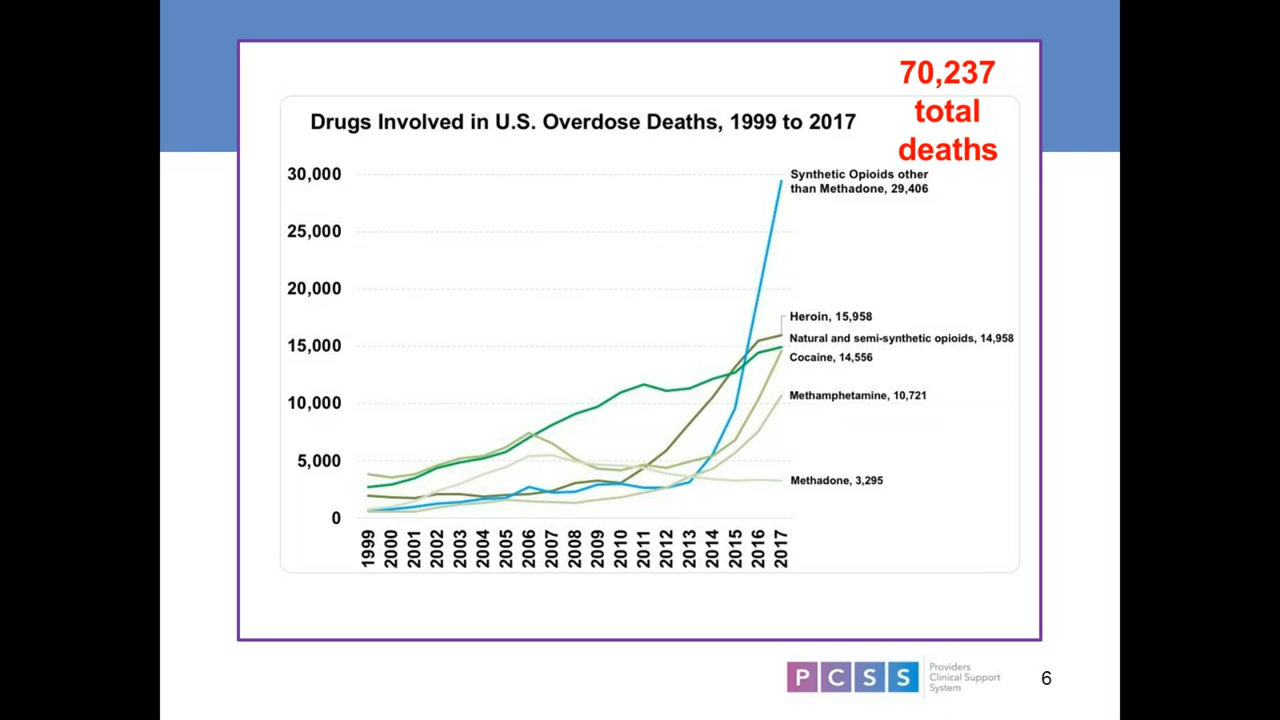 70,237
total
deaths
Drugs Involved in U.S. Overdose Deaths, 1999 to 2017
30,000
25,000
20,000
15,000
10,000
5,000
0
Synthetic Opioids other
than Methadone, 29,406
Heroin, 15,958
Natural and semi-synthetic opioids, 14,958
Cocaine, 14,556
Methamphetamine, 10,721
Methadone, 3,295
1999
2000
2001
2002
2003
2004
2005
2006
2007
2008
2009
2010
2011
2012
2013
2014
2015
2016
2017
PCSS
Providers
Clinical Support
System
6